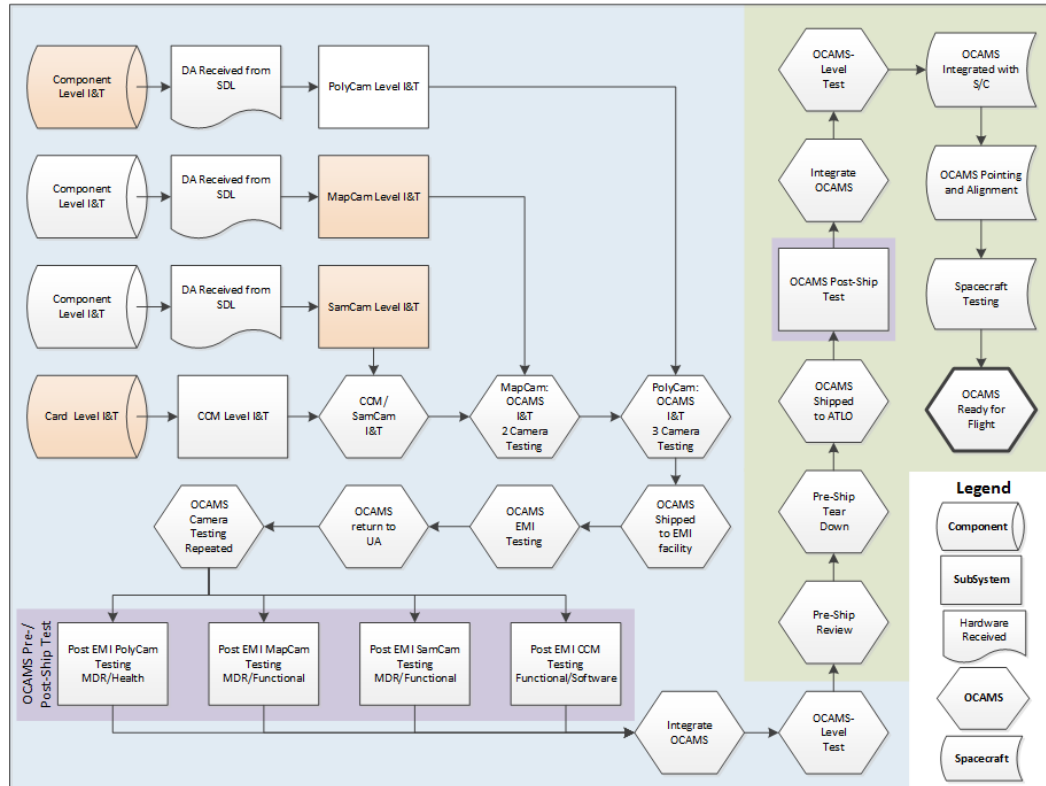 Component
Level I&T
DA Received from
SDL
PolyCam Level I&T
Component
Level I&T
DA Received from
SDL
MapCam Level I&T
Component
Level I&T
DA Received from
SDL
SamCam Level I&T
Card Level I&T
CCM Level I&T
CCM/
SamCam
I&T
MapCam:
OCAMS
I&T
2 Camera
Testing
PolyCam:
OCAMS
I&T
3 Camera
Testing
OCAMS
Camera
Testing
Repeated
OCAMS
return to
UA
OCAMS
EMI
Testing
OCAMS
Shipped
to EMI
facility
OCAMS Pre-/
Post-Ship Test
Post EMI PolyCam
Testing
MDR/Health
Post EMI MapCam
Testing
MDR/Functional
Post EMI SamCam
Testing
MDR/Functional
Post EMI CCM
Testing
Functional/Software
Integrate
OCAMS
OCAMS-
Level
Test
Pre-Ship
Review
Pre-Ship
Tear
Down
OCAMS
Shipped
to ATLO
OCAMS Post-Ship
Test
Integrate
OCAMS
OCAMS-
Level
Test
OCAMS
Integrated with
S/C
OCAMS Pointing
and Alignment
Spacecraft
Testing
OCAMS
Ready for
Flight
Legend
Component
SubSystem
Hardware
Received
OCAMS
Spacecraft